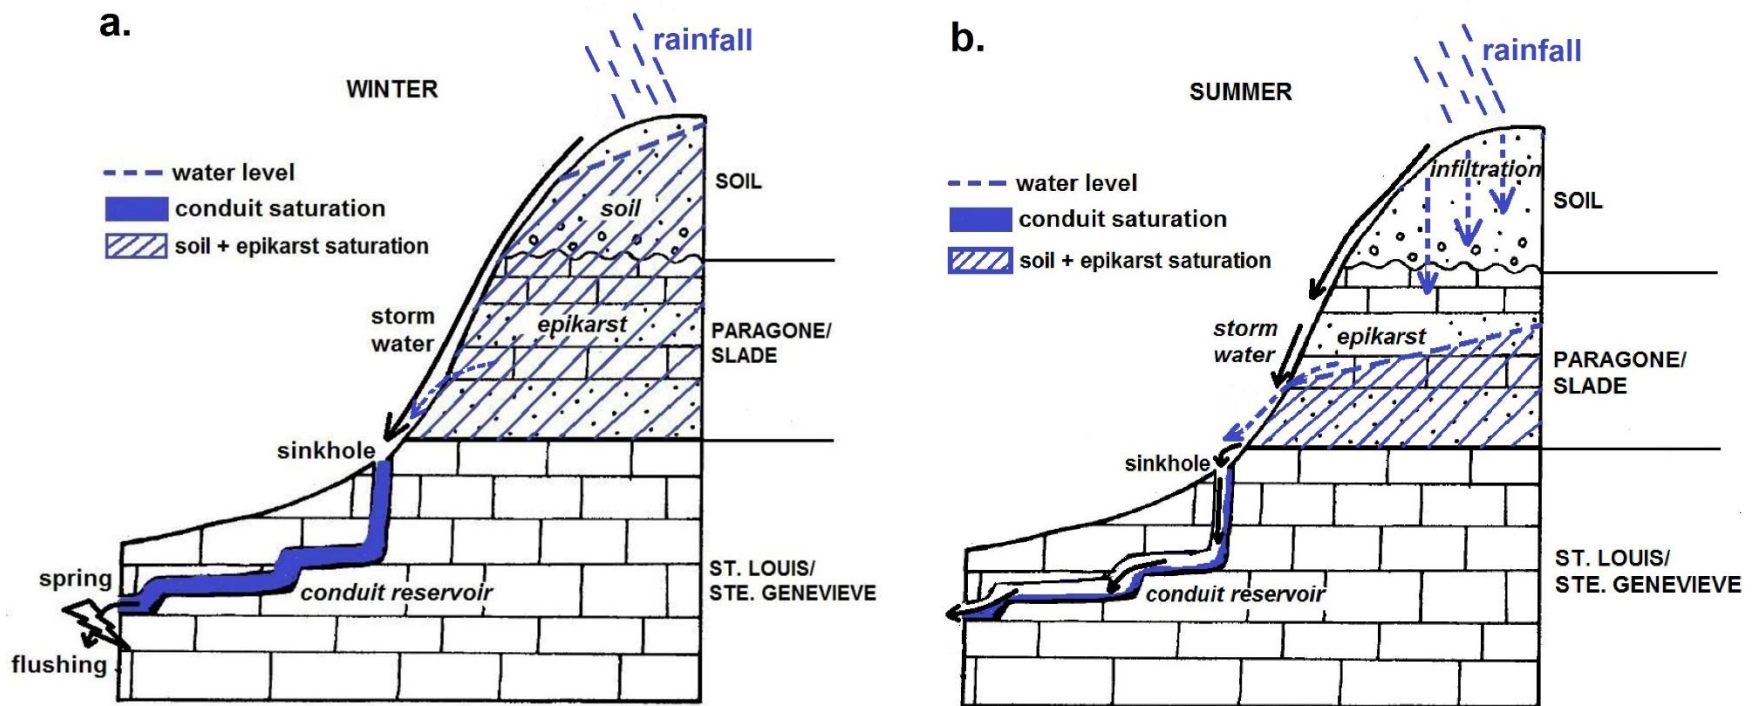 a.
rainfall
WINTER
water level
conduit saturation
soil + epikarst saturation
SOIL
soil
storm
water
epikarst
PARAGONE/
SLADE
sinkhole
spring
conduit reservoir
ST. LOUIS/
STE. GENEVIEVE
flushing
b.
rainfall
SUMMER
infiltration
water level
conduit saturation
soil + epikarst saturation
SOIL
storm
water
epikarst
PARAGONE/
SLADE
sinkhole
conduit reservoir
ST. LOUIS/
STE. GENEVIEVE